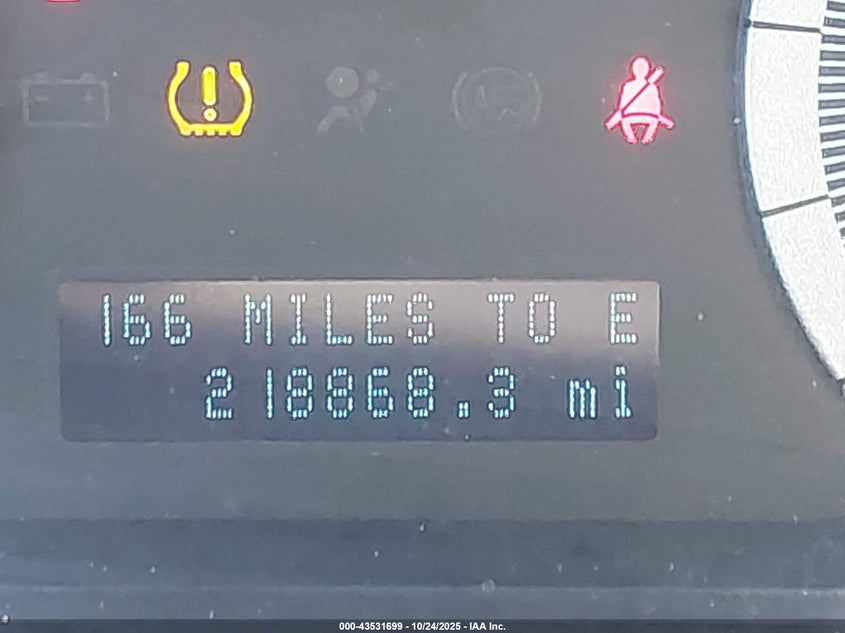 166 MILES TO E
218868.3 mi
000-43531699 - 10/24/2025 - IAA Inc.